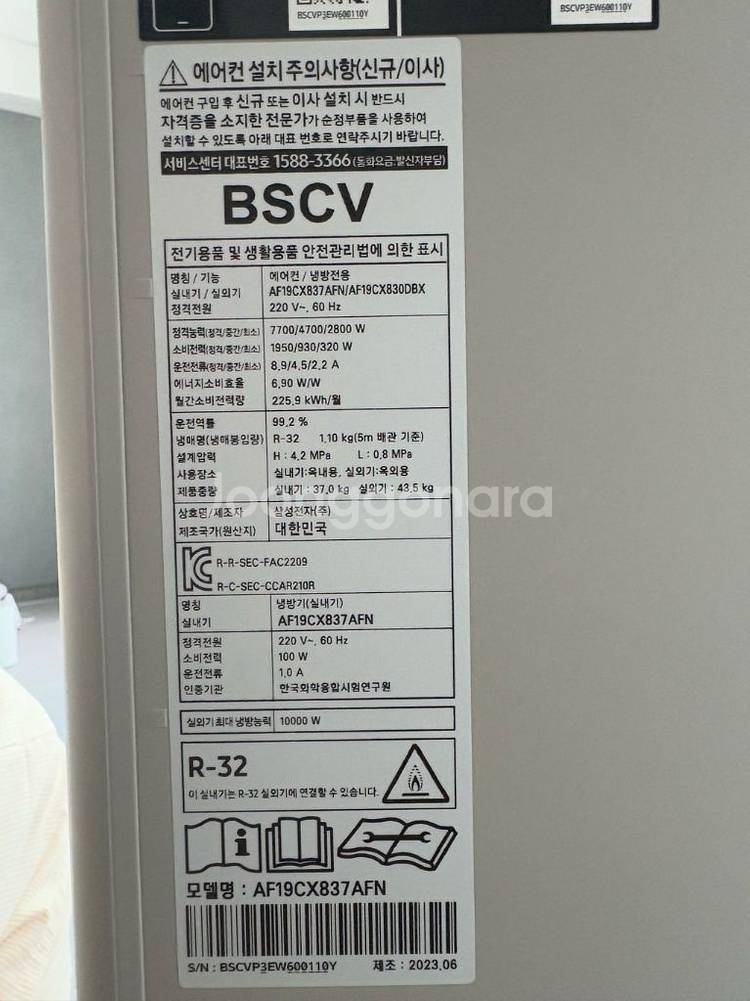 BSCVP3EW600110Y
BSCVP3EW600110Y
에어컨 설치 주의사항(신규/이사)
에어컨 구입 후 신규 또는 이사 설치 시 반드시
자격증을 소지한 전문가가 순정부품을 사용하여
설치할 수 있도록 아래 대표 번호로 연락주시기 바랍니다.
서비스센터 대표번호 1588-3366 (통화요금:발신자부담)
BSCV
전기용품 및 생활용품 안전관리법에 의한 표시
명칭 / 기능 에어컨 / 냉방전용
실내기 / 실외기 AF19CX837AFN/AF19CX830DBX
정격전원 220 V~, 60 Hz
정격능력(정격/중간/최소) 7700/4700/2800 W
소비전력(정격/중간/최소) 1950/930/320 W
운전전류(정격/중간/최소) 8.9/4.5/2.2 A
에너지소비효율 6.90 W/W
월간소비전력량 225.9 kWh/월
운전역률 99.2 %
냉매명(냉매봉입량) R-32 1.10 kg(5m 배관 기준)
설계압력 H : 4.2 MPa L : 0.8 MPa
사용장소 실내기:옥내용, 실외기:옥외용
제품중량 실내기 : 37.0 kg 실외기 : 43.5 kg
Joonggonara
상호명/제조자 삼성전자(주)
제조국가(원산지) 대한민국
R-R-SEC-FAC2209
R-C-SEC-CCAR210R
명칭 냉방기(실내기)
실내기 AF19CX837AFN
정격전원 220 V~, 60 Hz
소비전력 100 W
운전전류 1.0 A
인증기관 한국화학융합시험연구원
실외기 최대 냉방능력 10000 W
R-32
이 실내기는 R-32 실외기에 연결할 수 있습니다.
모델명 : AF19CX837AFN
S/N : BSCVP3EW600110Y 제조 : 2023.06